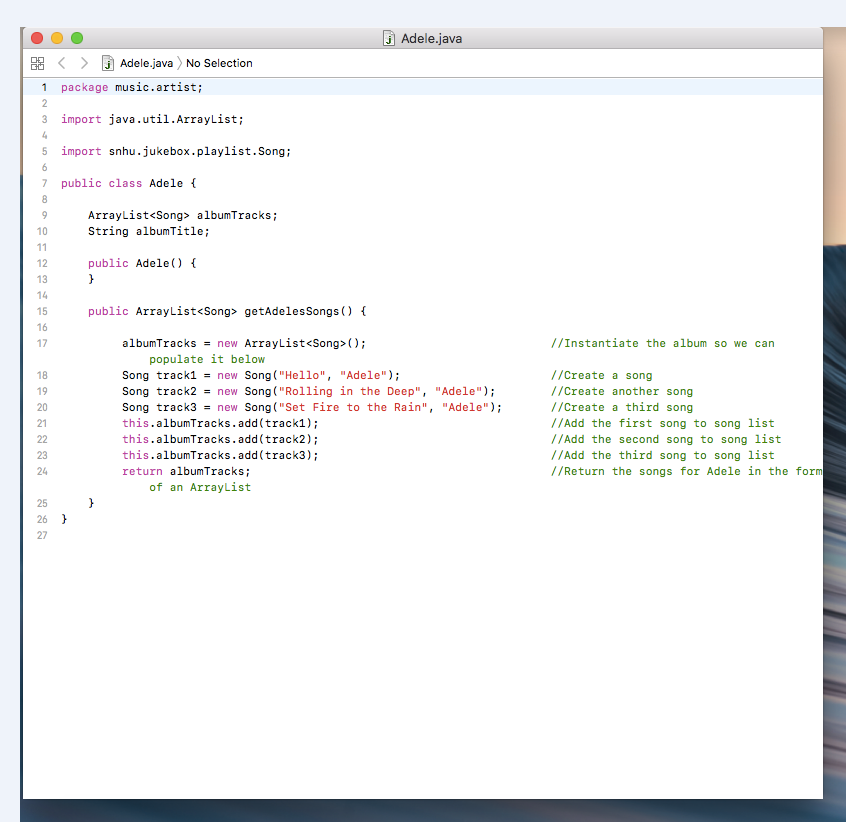 Adele.java
Adele.java No Selection
1 package music.artist;
2
3 import java.util.ArrayList;
4
5 import snhu.jukebox.playlist.Song;
6
7 public class Adele {
8
9 ArrayList<Song> albumTracks;
10 String albumTitle;
11
12 public Adele() {
13 }
14
15 public ArrayList<Song> getAdelesSongs() {
16
17 albumTracks = new ArrayList<Song>(); //Instantiate the album so we can
populate it below
18 Song track1 = new Song("Hello", "Adele"); //Create a song
19 Song track2 = new Song("Rolling in the Deep", "Adele"); //Create another song
20 Song track3 = new Song("Set Fire to the Rain", "Adele"); //Create a third song
21 this.albumTracks.add(track1); //Add the first song to song list
22 this.albumTracks.add(track2); //Add the second song to song list
23 this.albumTracks.add(track3); //Add the third song to song list
24 return albumTracks; //Return the songs for Adele in the form
of an ArrayList
25 }
26 }
27